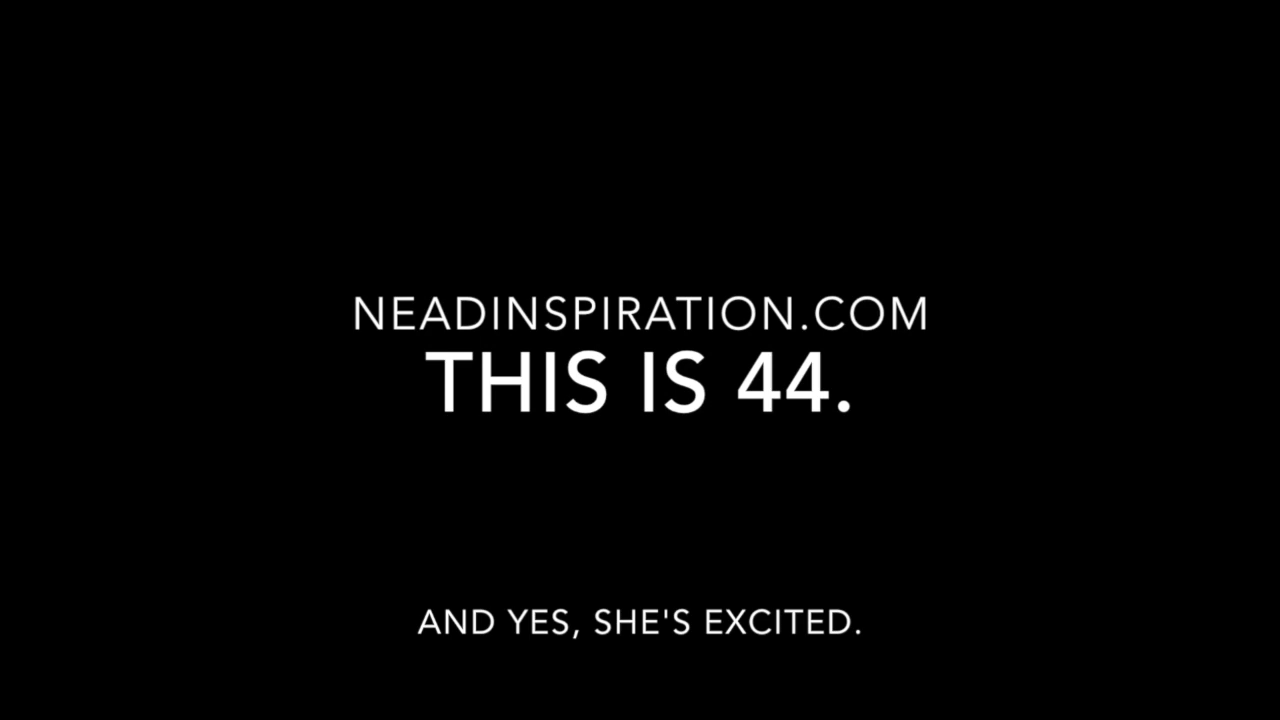 NEADINSPIRATION.COM
THIS IS 44.
AND YES, SHE'S EXCITED.